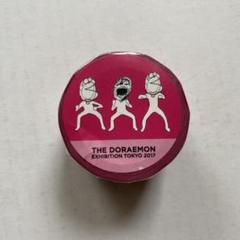 THE DORAEMON
EXHIBITION TOKYO 2017